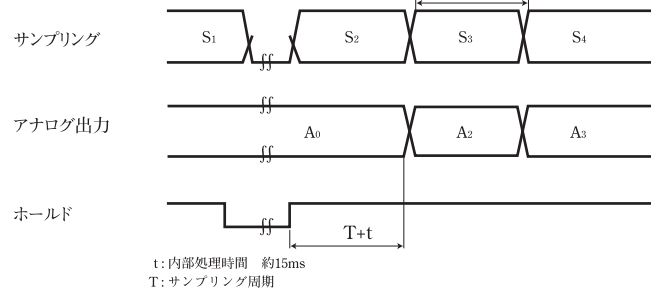 サンプリング S1 S2 S3 S4
アナログ出力 A0 A2 A3
ホールド
T+t
t : 内部処理時間 約15ms
T : サンプリング周期